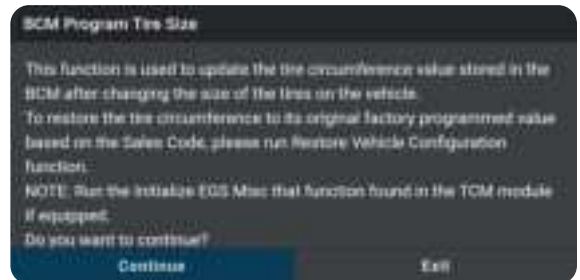 BCM Program Tire Size
This function is used to update the tire circumference value stored in the
BCM after changing the size of the tires on the vehicle.
To restore the tire circumference to its original factory programmed value
based on the Sales Code, please run Restore Vehicle Configuration
function.
NOTE: Run the Initialize EGS Misc that function found in the TCM module
if equipped.
Do you want to continue?
Continue
Exit